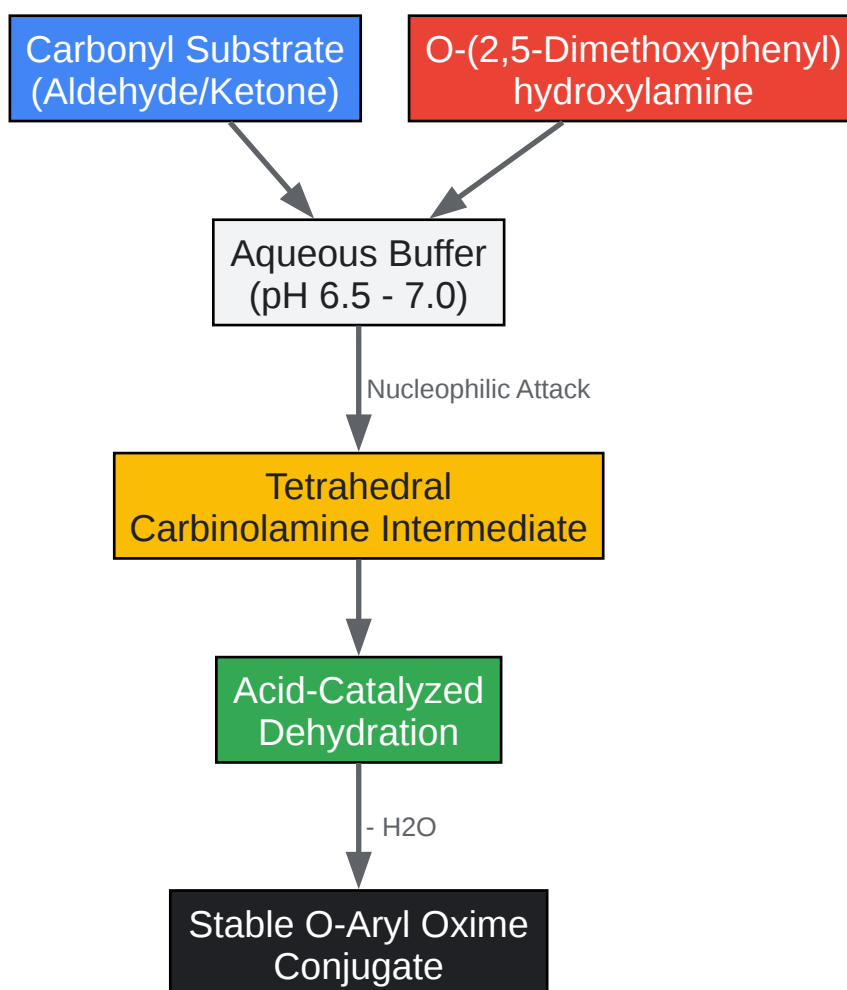 Carbonyl Substrate
(Aldehyde/Ketone)
O-(2,5-Dimethoxyphenyl)
hydroxylamine
Aqueous Buffer
(pH 6.5 - 7.0)
Nucleophilic Attack
Tetrahedral
Carbinolamine Intermediate
Acid-Catalyzed
Dehydration
- H2O
Stable O-Aryl Oxime
Conjugate